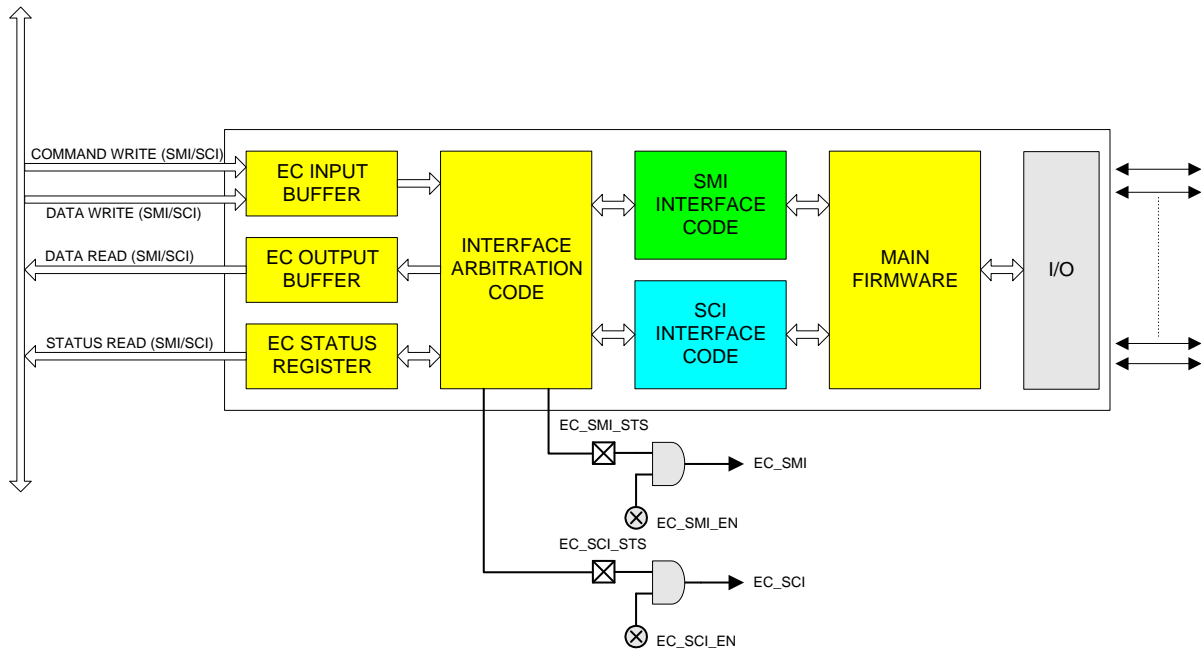 COMMAND WRITE (SMI/SCI)
DATA WRITE (SMI/SCI)
DATA READ (SMI/SCI)
STATUS READ (SMI/SCI)
EC INPUT
BUFFER
EC OUTPUT
BUFFER
EC STATUS
REGISTER
INTERFACE
ARBITRATION
CODE
SMI
INTERFACE
CODE
SCI
INTERFACE
CODE
MAIN
FIRMWARE
I/O
EC_SMI_STS
EC_SMI
EC_SMI_EN
EC_SCI_STS
EC_SCI
EC_SCI_EN